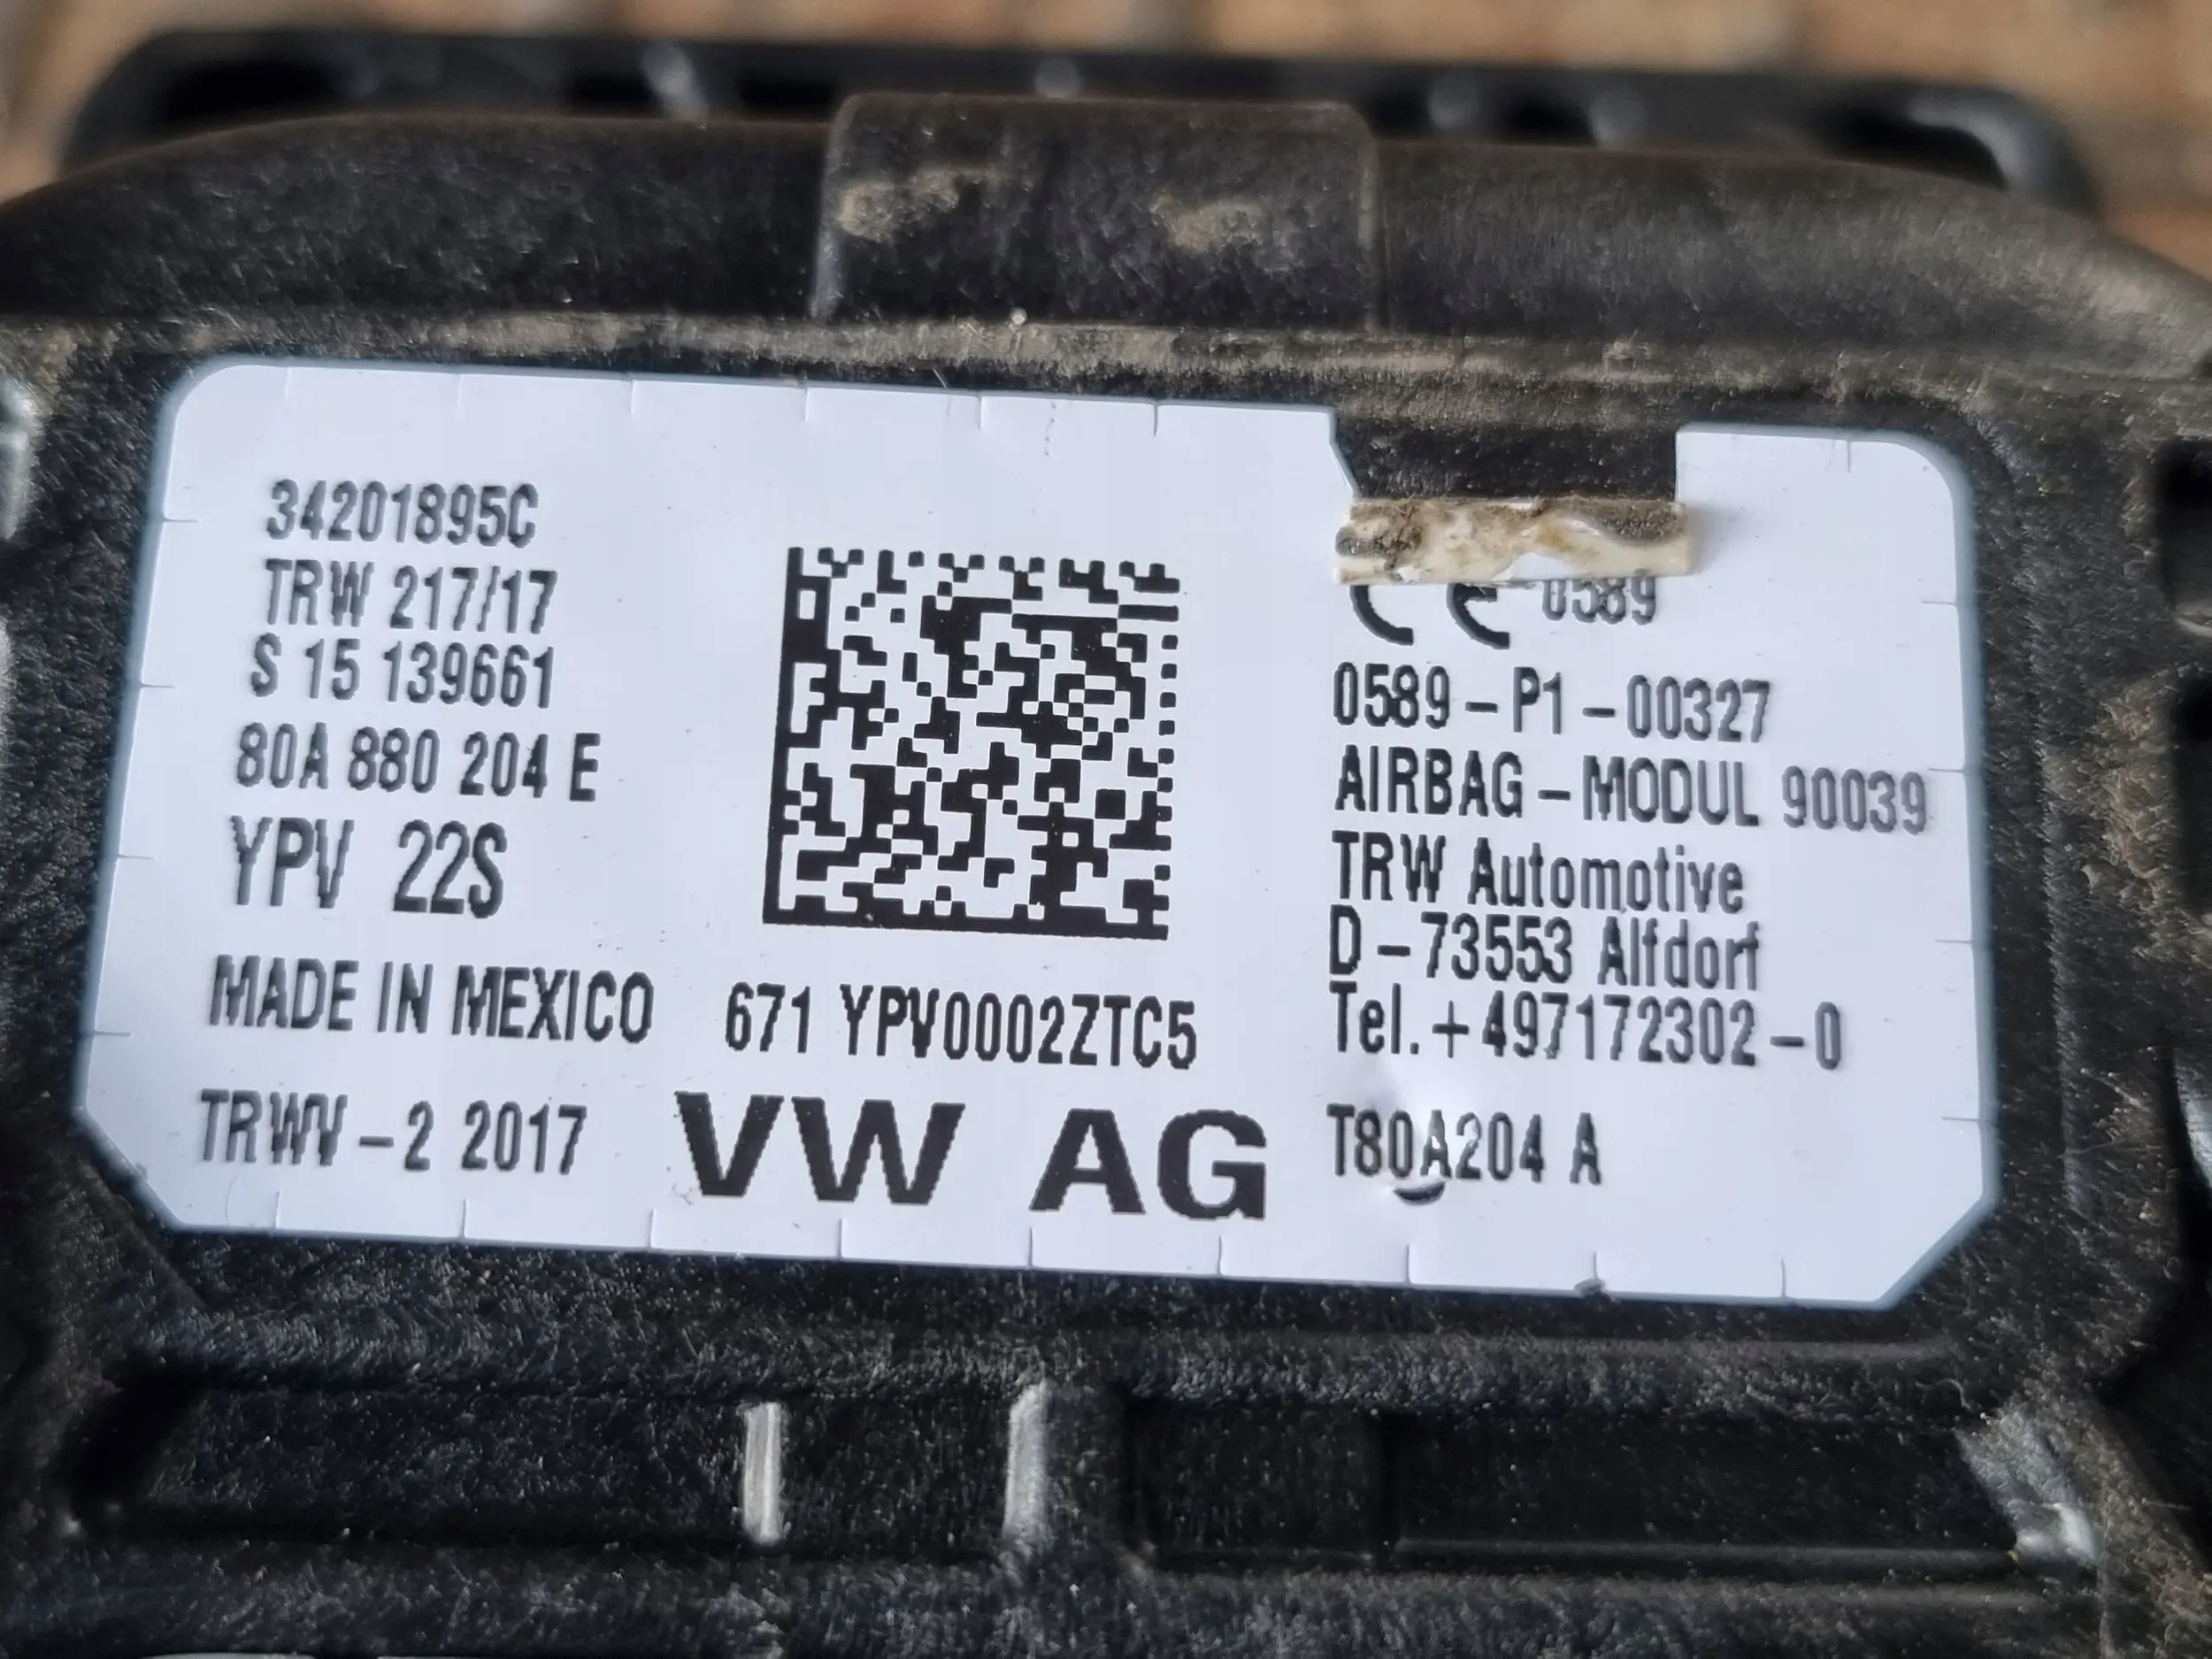 34201895C
TRW 217/17
S 15 139661
80A 880 204 E
YPV 22S
MADE IN MEXICO
TRWV-2 2017
671 YPV0002ZTC5
VW AG
CE 0589
0589-P1-00327
AIRBAG-MODUL 90039
TRW Automotive
D-73553 Alfdorf
Tel.+497172302-0
T80A204 A